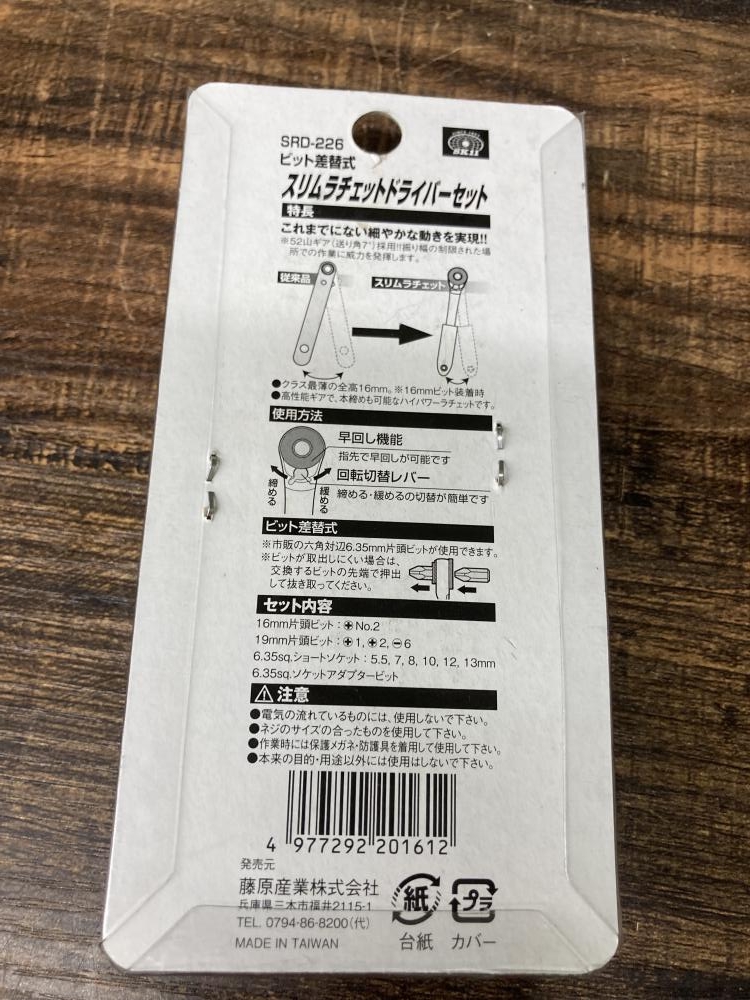 SRD-226
ビット差替式
SINCE 1961
SK11
スリムラチェットドライバーセット
特長
これまでにない細やかな動きを実現!!
※52山ギア(送り角7°)採用!!振り幅の制限された場
所での作業に威力を発揮します。
従来品
スリムラチェット
●クラス最薄の全高16mm。※16mmビット装着時
●高性能ギアで、本締めも可能なハイパワーラチェットです。
使用方法
早回し機能
指先で早回しが可能です
回転切替レバー
締める・緩めるの切替が簡単です
締める
緩める
ビット差替式
※市販の六角対辺6.35mm片頭ビットが使用できます。
※ビットが取出しにくい場合は、
交換するビットの先端で押出
して抜き取ってください。
セット内容
16mm片頭ビット：⊕No.2
19mm片頭ビット：⊕1, ⊕2, ⊖6
6.35sq.ショートソケット：5.5, 7, 8, 10, 12, 13mm
6.35sq.ソケットアダプタービット
⚠注意
●電気の流れているものには、使用しないで下さい。
●ネジのサイズの合ったものを使用して下さい。
●作業時には保護メガネ・防護具を着用して使用して下さい。
●本来の目的・用途以外には使用はしないで下さい。
4 977292 201612
発売元
藤原産業株式会社
兵庫県三木市福井2115-1
TEL. 0794-86-8200(代)
MADE IN TAIWAN
紙
プラ
台紙 カバー